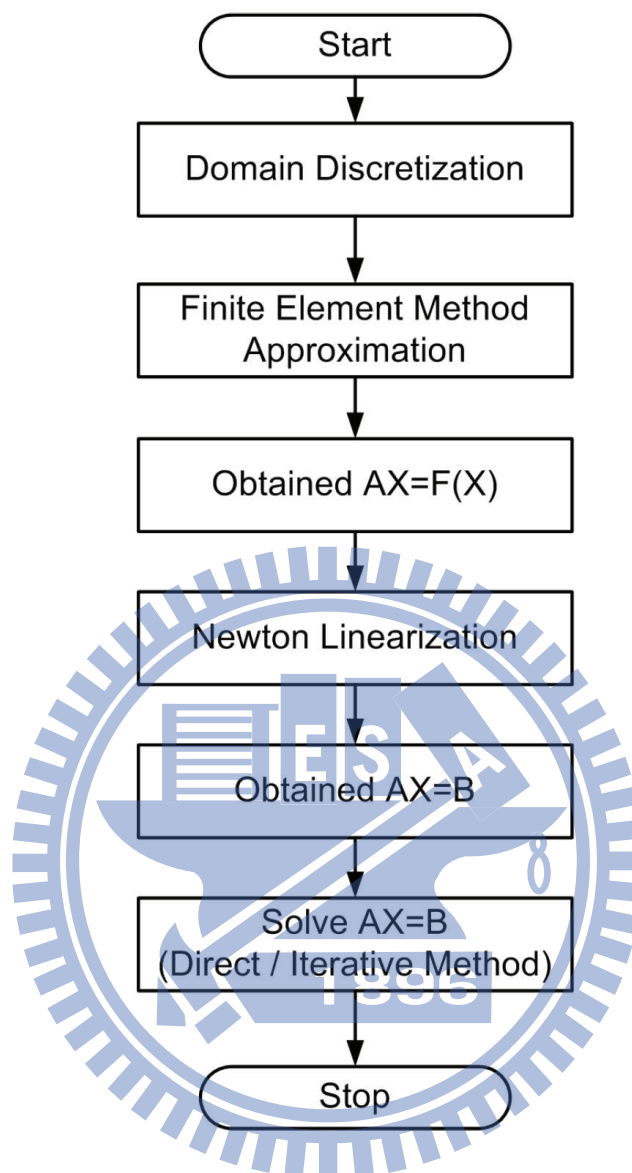 Start
Domain Discretization
Finite Element Method
Approximation
Obtained AX=F(X)
Newton Linearization
E S A
Obtained AX=B
Solve AX=B
(Direct / Iterative Method)
1896
Stop